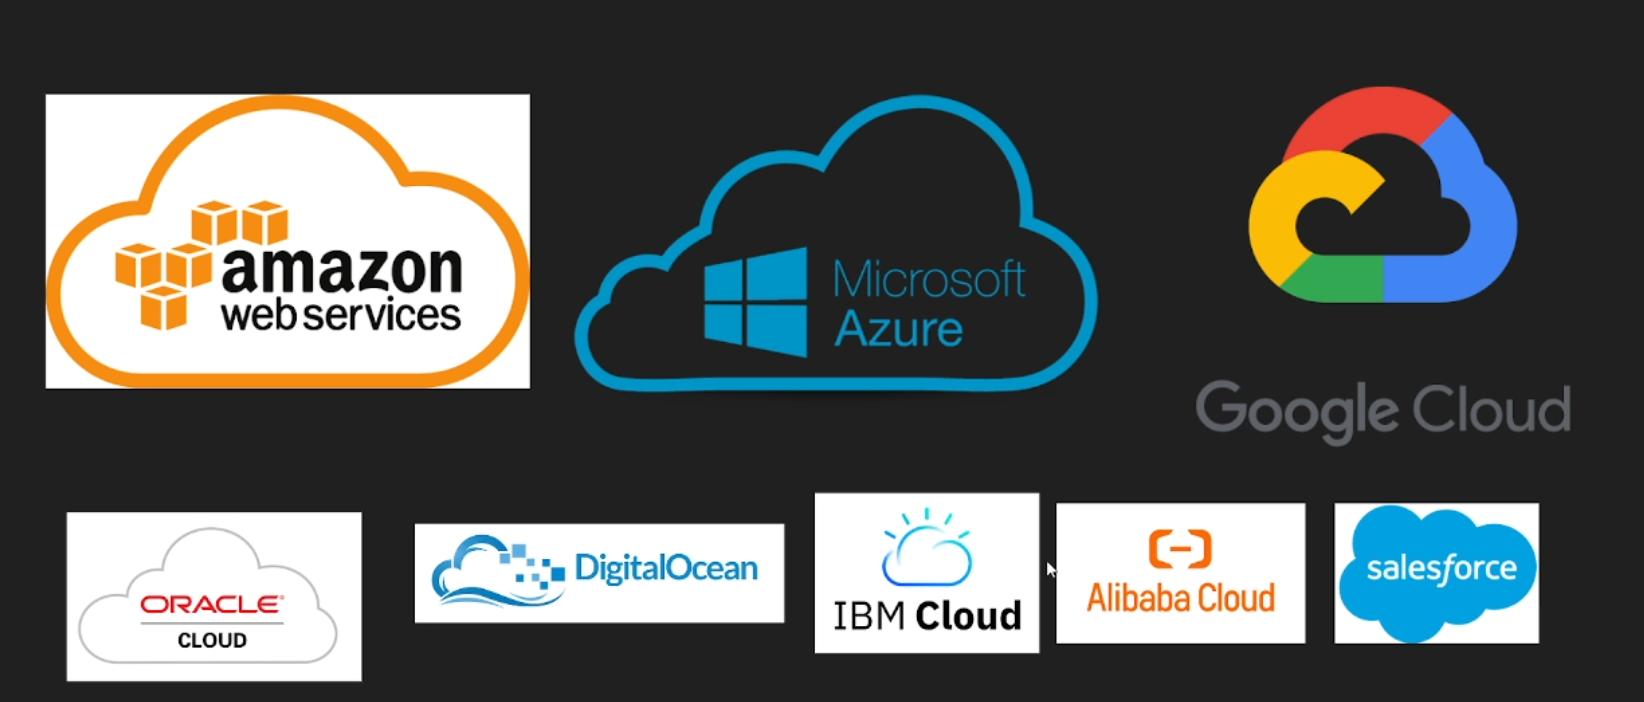 amazon
web services
Microsoft
Azure
Google Cloud
ORACLE®
CLOUD
DigitalOcean
IBM Cloud
Alibaba Cloud
salesforce